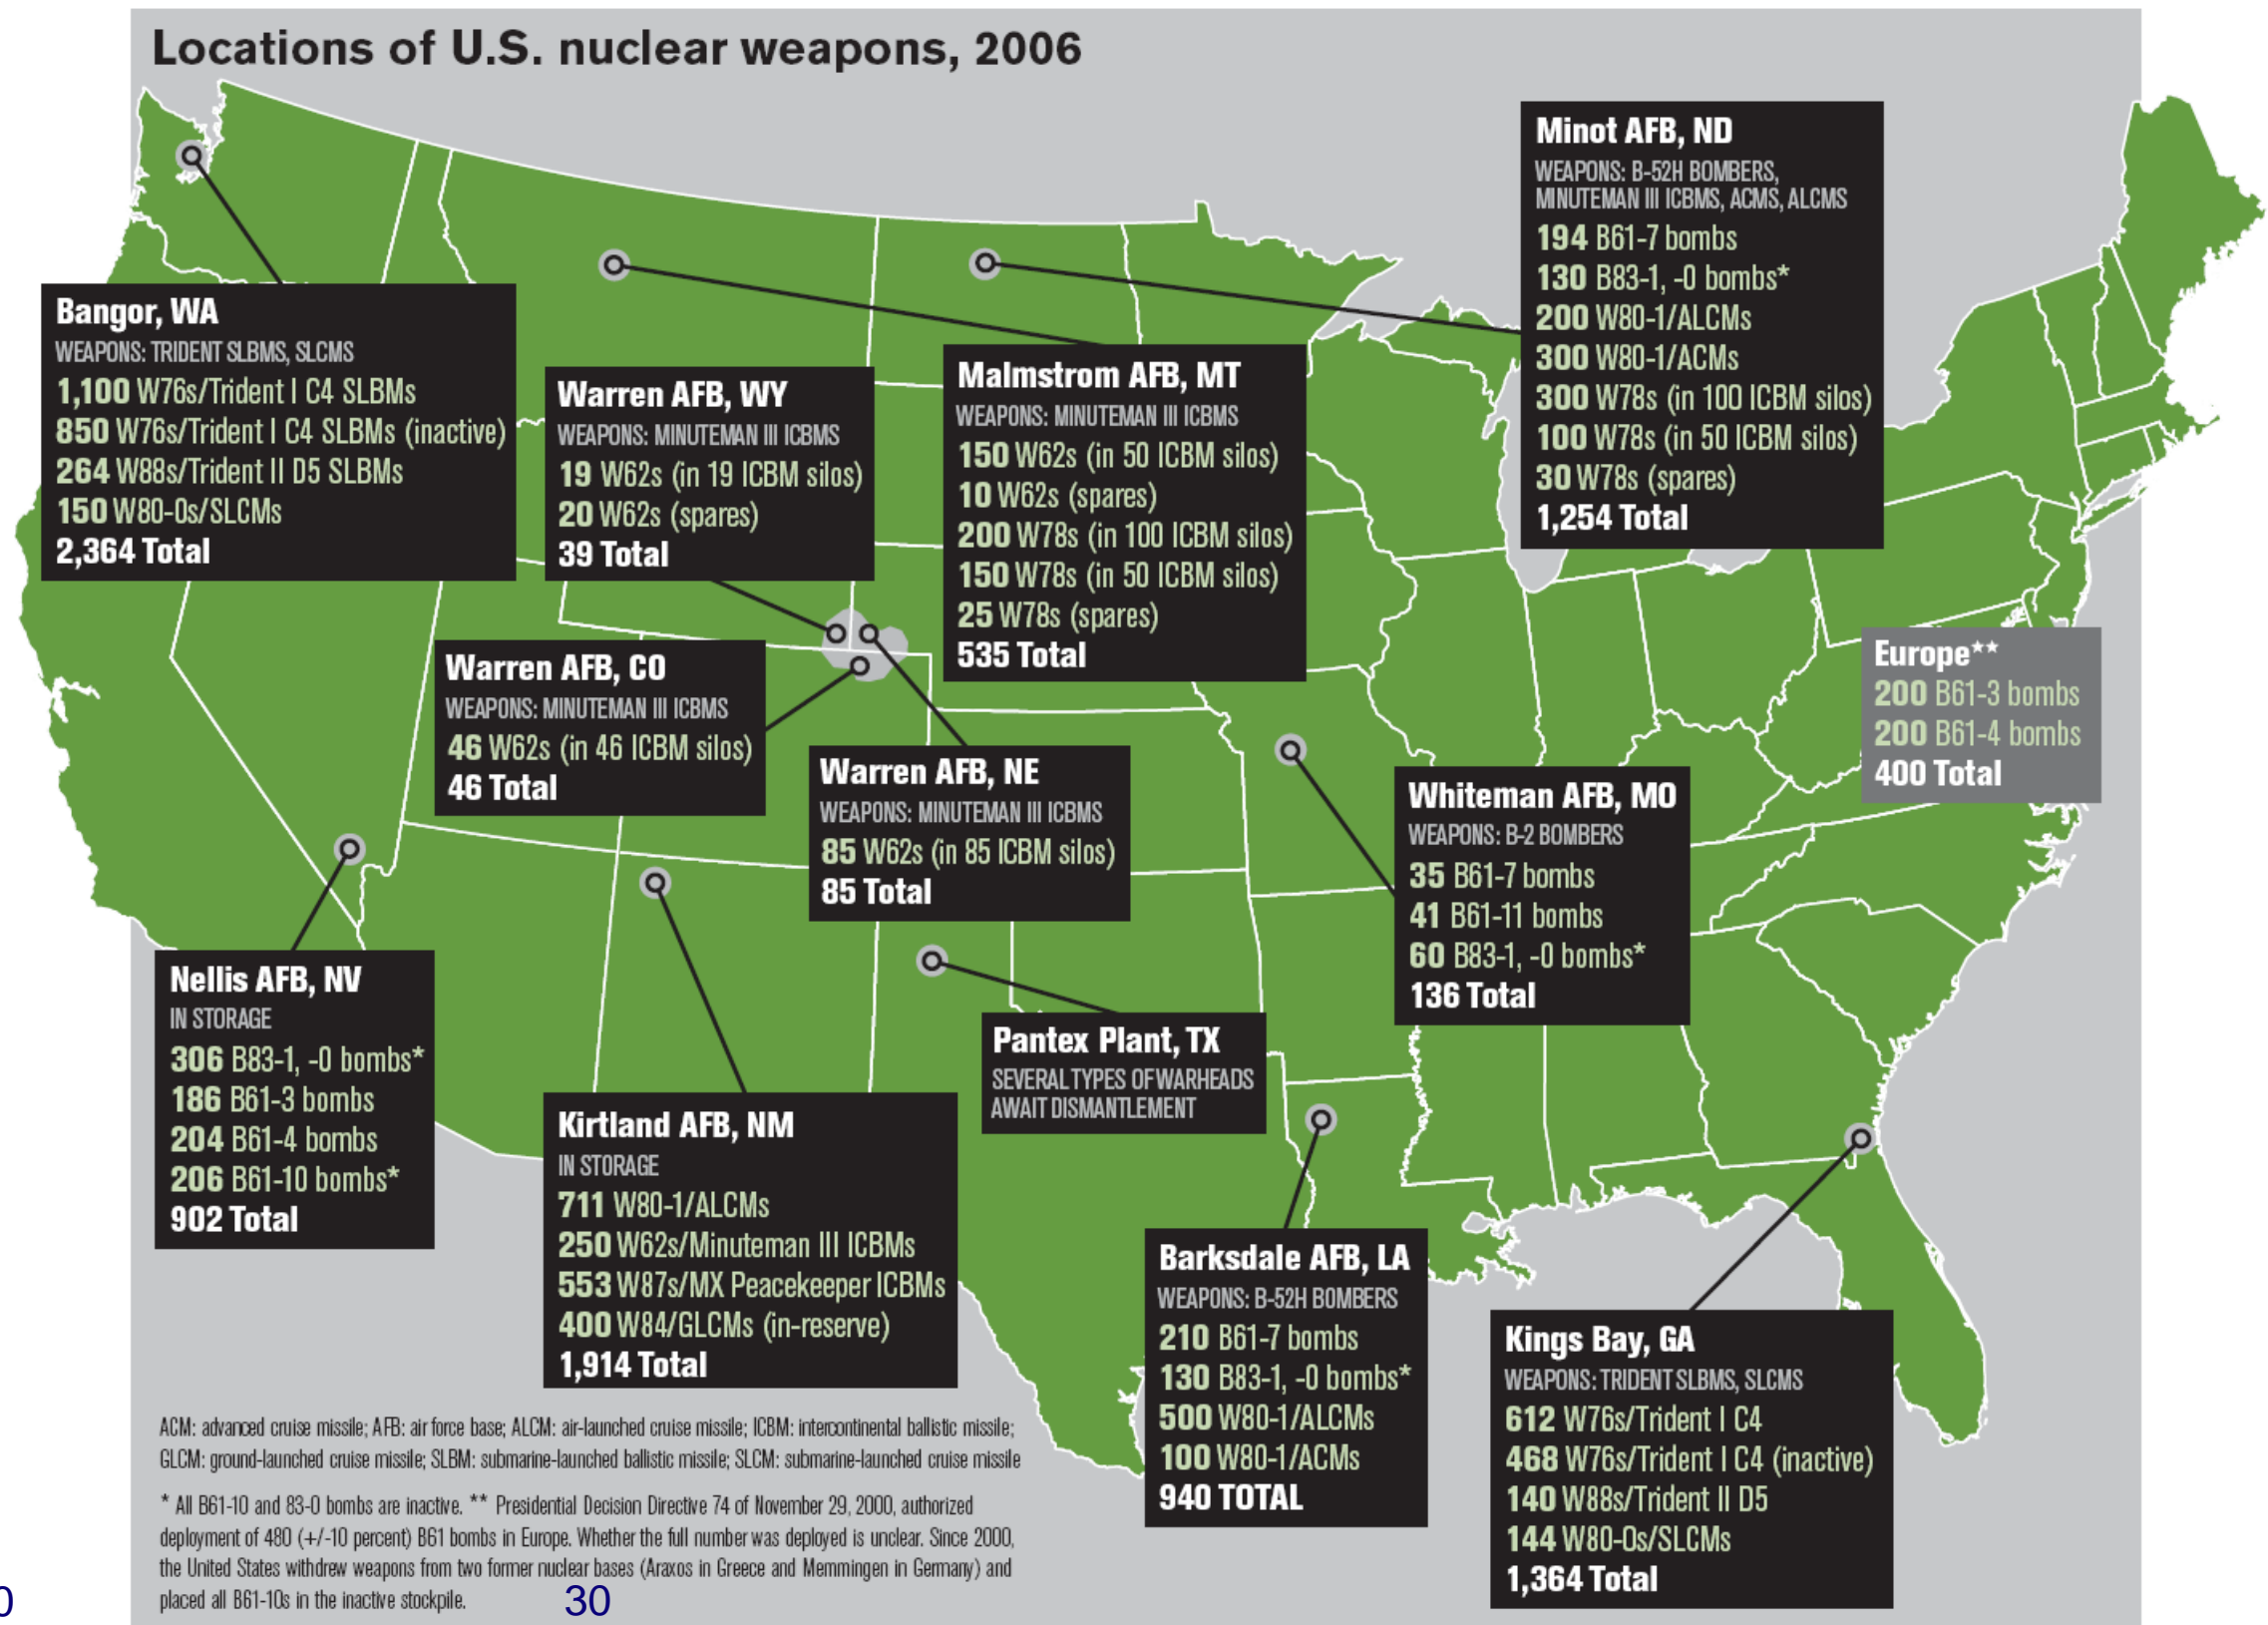 Locations of U.S. nuclear weapons, 2006
Bangor, WA
WEAPONS: TRIDENT SLBMS, SLCMS
1,100 W76s/Trident I C4 SLBMs
850 W76s/Trident I C4 SLBMs (inactive)
264 W88s/Trident II D5 SLBMs
150 W80-0s/SLCMs
2,364 Total
Warren AFB, WY
WEAPONS: MINUTEMAN III ICBMS
19 W62s (in 19 ICBM silos)
20 W62s (spares)
39 Total
Malmstrom AFB, MT
WEAPONS: MINUTEMAN III ICBMS
150 W62s (in 50 ICBM silos)
10 W62s (spares)
200 W78s (in 100 ICBM silos)
150 W78s (in 50 ICBM silos)
25 W78s (spares)
535 Total
Minot AFB, ND
WEAPONS: B-52H BOMBERS,
MINUTEMAN III ICBMS, ACMS, ALCMS
194 B61-7 bombs
130 B83-1, -0 bombs*
200 W80-1/ALCMs
300 W80-1/ACMs
300 W78s (in 100 ICBM silos)
100 W78s (in 50 ICBM silos)
30 W78s (spares)
1,254 Total
Warren AFB, CO
WEAPONS: MINUTEMAN III ICBMS
46 W62s (in 46 ICBM silos)
46 Total
Warren AFB, NE
WEAPONS: MINUTEMAN III ICBMS
85 W62s (in 85 ICBM silos)
85 Total
Whiteman AFB, MO
WEAPONS: B-2 BOMBERS
35 B61-7 bombs
41 B61-11 bombs
60 B83-1, -0 bombs*
136 Total
Europe**
200 B61-3 bombs
200 B61-4 bombs
400 Total
Nellis AFB, NV
IN STORAGE
306 B83-1, -0 bombs*
186 B61-3 bombs
204 B61-4 bombs
206 B61-10 bombs*
902 Total
Kirtland AFB, NM
IN STORAGE
711 W80-1/ALCMs
250 W62s/Minuteman III ICBMs
553 W87s/MX Peacekeeper ICBMs
400 W84/GLCMs (in-reserve)
1,914 Total
Pantex Plant, TX
SEVERAL TYPES OF WARHEADS
AWAIT DISMANTLEMENT
Barksdale AFB, LA
WEAPONS: B-52H BOMBERS
210 B61-7 bombs
130 B83-1, -0 bombs*
500 W80-1/ALCMs
100 W80-1/ACMs
940 TOTAL
Kings Bay, GA
WEAPONS: TRIDENT SLBMS, SLCMS
612 W76s/Trident I C4
468 W76s/Trident I C4 (inactive)
140 W88s/Trident II D5
144 W80-0s/SLCMs
1,364 Total
ACM: advanced cruise missile; AFB: air force base; ALCM: air-launched cruise missile; ICBM: intercontinental ballistic missile;
GLCM: ground-launched cruise missile; SLBM: submarine-launched ballistic missile; SLCM: submarine-launched cruise missile
* All B61-10 and 83-0 bombs are inactive. ** Presidential Decision Directive 74 of November 29, 2000, authorized
deployment of 480 (+/-10 percent) B61 bombs in Europe. Whether the full number was deployed is unclear. Since 2000,
the United States withdrew weapons from two former nuclear bases (Araxos in Greece and Memmingen in Germany) and
placed all B61-10s in the inactive stockpile.
0
30